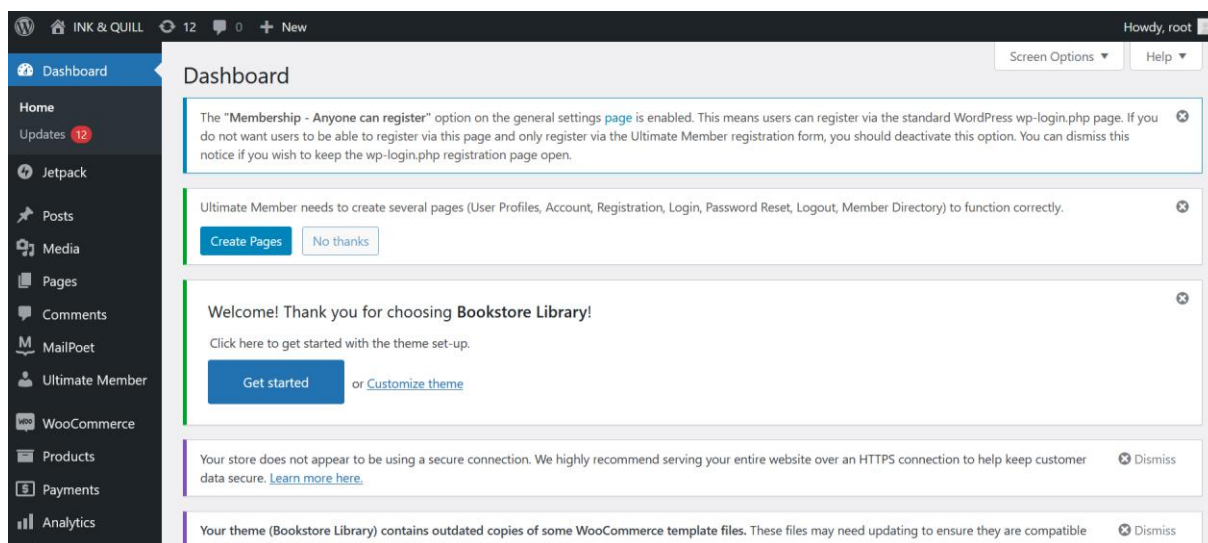 INK & QUILL 12 0 New Howdy, root
Screen Options Help
Dashboard
Home
Updates 12
Jetpack
Posts
Media
Pages
Comments
M MailPoet
Ultimate Member
WOO WooCommerce
Products
$ Payments
Analytics
Dashboard
The "Membership - Anyone can register" option on the general settings page is enabled. This means users can register via the standard WordPress wp-login.php page. If you
do not want users to be able to register via this page and only register via the Ultimate Member registration form, you should deactivate this option. You can dismiss this
notice if you wish to keep the wp-login.php registration page open.
Ultimate Member needs to create several pages (User Profiles, Account, Registration, Login, Password Reset, Logout, Member Directory) to function correctly.
Create Pages No thanks
Welcome! Thank you for choosing Bookstore Library!
Click here to get started with the theme set-up.
Get started or Customize theme
Your store does not appear to be using a secure connection. We highly recommend serving your entire website over an HTTPS connection to help keep customer
data secure. Learn more here.
Dismiss
Your theme (Bookstore Library) contains outdated copies of some WooCommerce template files. These files may need updating to ensure they are compatible
Dismiss